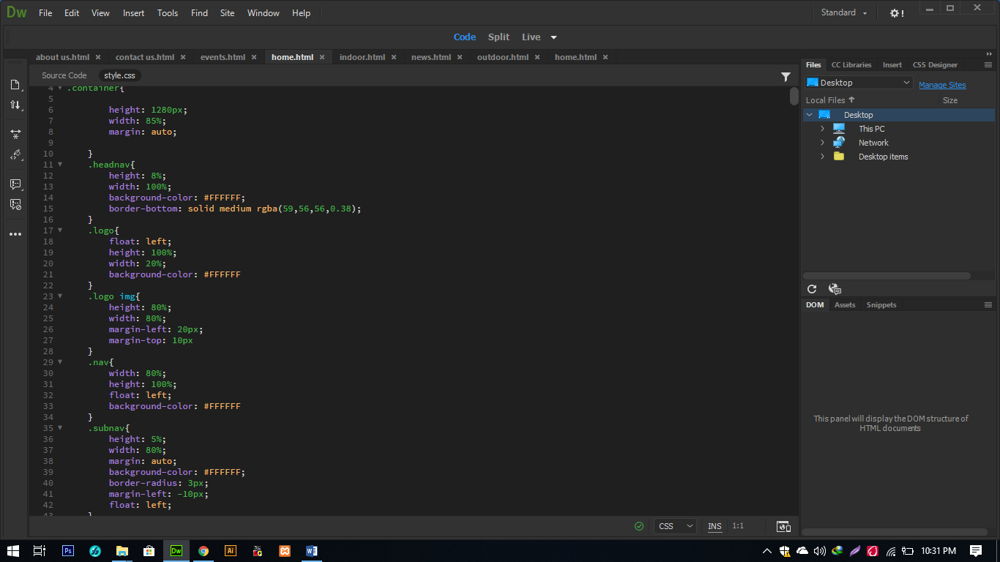 Dw File Edit View Insert Tools Find Site Window Help Standard
Code Split Live
about us.html contact us.html events.html home.html indoor.html news.html outdoor.html home.html
Source Code style.css
4 .container{
5
6 height: 1280px;
7 width: 85%;
8 margin: auto;
9
10 }
11 .headnav{
12 height: 8%;
13 width: 100%;
14 background-color: #FFFFFF;
15 border-bottom: solid medium rgba(59,56,56,0.38);
16 }
17 .logo{
18 float: left;
19 height: 100%;
20 width: 20%;
21 background-color: #FFFFFF
22 }
23 .logo img{
24 height: 80%;
25 width: 80%;
26 margin-left: 20px;
27 margin-top: 10px
28 }
29 .nav{
30 width: 80%;
31 height: 100%;
32 float: left;
33 background-color: #FFFFFF
34 }
35 .subnav{
36 height: 5%;
37 width: 80%;
38 margin: auto;
39 background-color: #FFFFFF;
40 border-radius: 3px;
41 margin-left: -10px;
42 float: left;
43 }
CSS INS 1:1
Files CC Libraries Insert CSS Designer
Desktop Manage Sites
Local Files Size
Desktop
This PC
Network
Desktop items
DOM Assets Snippets
This panel will display the DOM structure of
HTML documents
Ps Dw Ai 10:31 PM